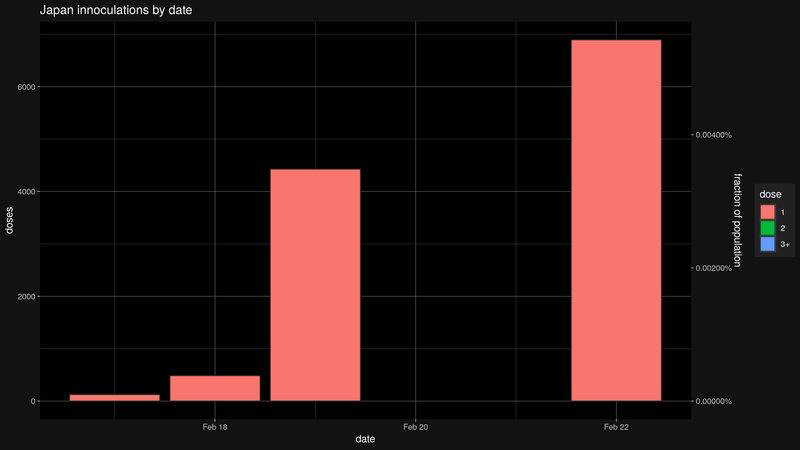 Japan innoculations by date
doses
6000
4000
2000
0
Feb 18
Feb 20
Feb 22
date
0.00400%
0.00200%
0.00000%
fraction of population
dose
1
2
3+